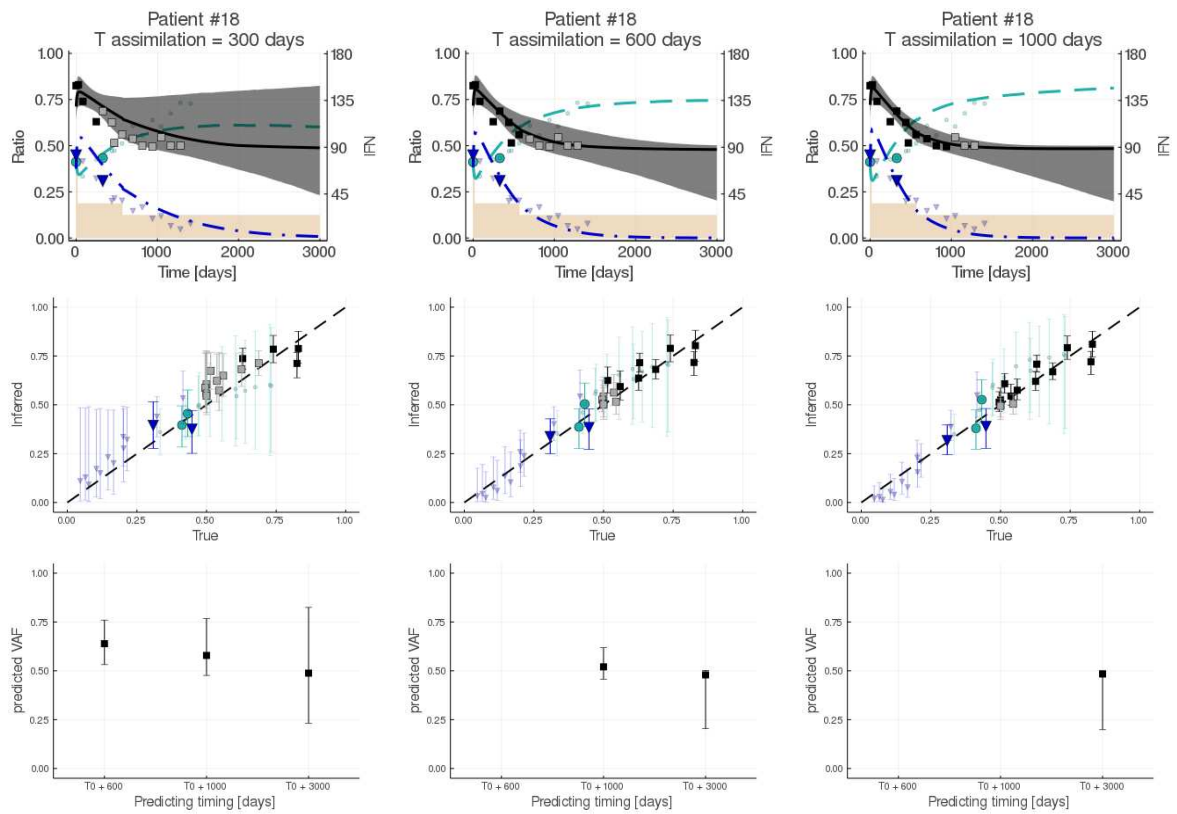 Patient #18
T assimilation = 300 days
1.00
0.75
0.50
0.25
0.00
Ratio
180
135
90
45
IFN
0
1000
2000
3000
Time [days]
Patient #18
T assimilation = 600 days
1.00
0.75
0.50
0.25
0.00
Ratio
180
135
90
45
IFN
0
1000
2000
3000
Time [days]
Patient #18
T assimilation = 1000 days
1.00
0.75
0.50
0.25
0.00
Ratio
180
135
90
45
IFN
0
1000
2000
3000
Time [days]
1.00
0.75
0.50
0.25
0.00
Inferred
0.00
0.25
0.50
0.75
1.00
True
1.00
0.75
0.50
0.25
0.00
Inferred
0.00
0.25
0.50
0.75
1.00
True
1.00
0.75
0.50
0.25
0.00
Inferred
0.00
0.25
0.50
0.75
1.00
True
1.00
0.75
0.50
0.25
0.00
predicted VAF
T0 + 600
T0 + 1000
T0 + 3000
Predicting timing [days]
1.00
0.75
0.50
0.25
0.00
predicted VAF
T0 + 600
T0 + 1000
T0 + 3000
Predicting timing [days]
1.00
0.75
0.50
0.25
0.00
predicted VAF
T0 + 600
T0 + 1000
T0 + 3000
Predicting timing [days]